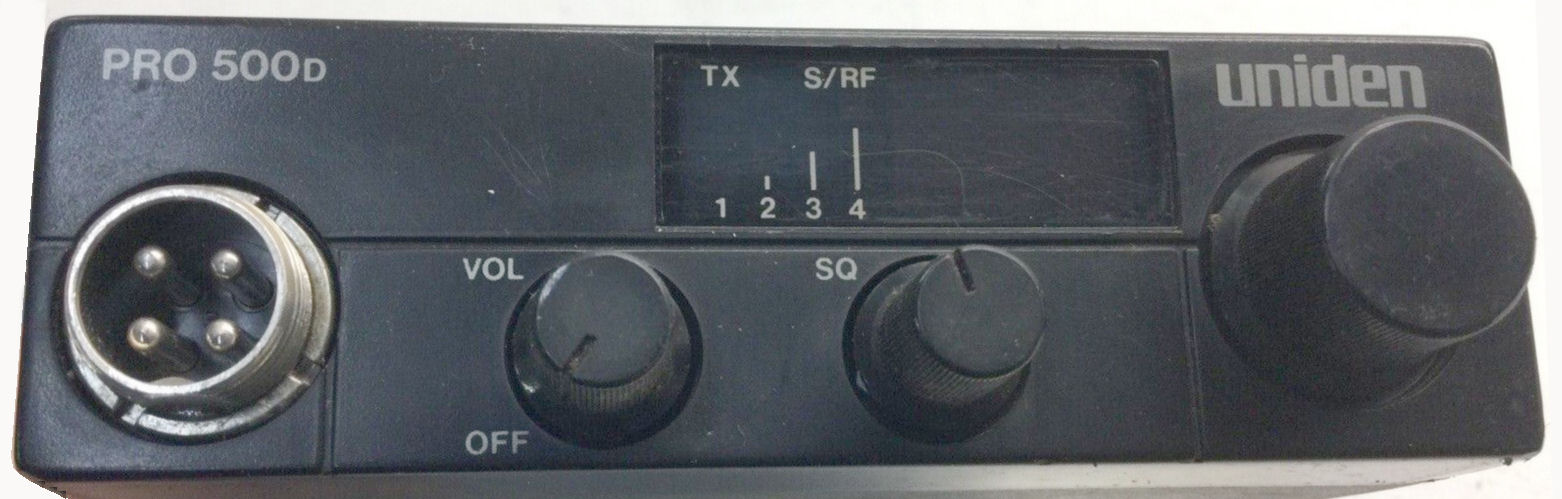 PRO 500D
uniden
TX S/RF
1 2 3 4
VOL
SQ
OFF